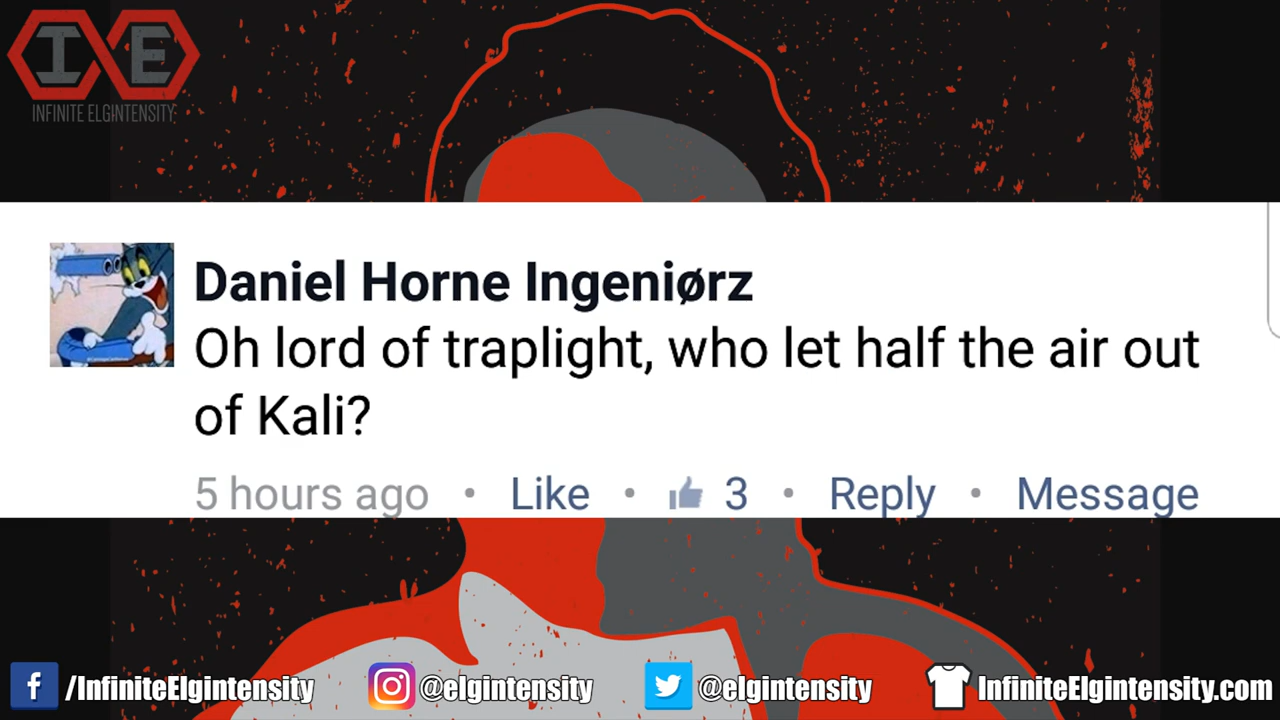 IE
INFINITE ELGINTENSITY
Daniel Horne Ingeniørz
Oh lord of traplight, who let half the air out
of Kali?
5 hours ago • Like • 3 • Reply • Message
f /InfiniteElgintensity @elgintensity @elgintensity InfiniteElgintensity.com